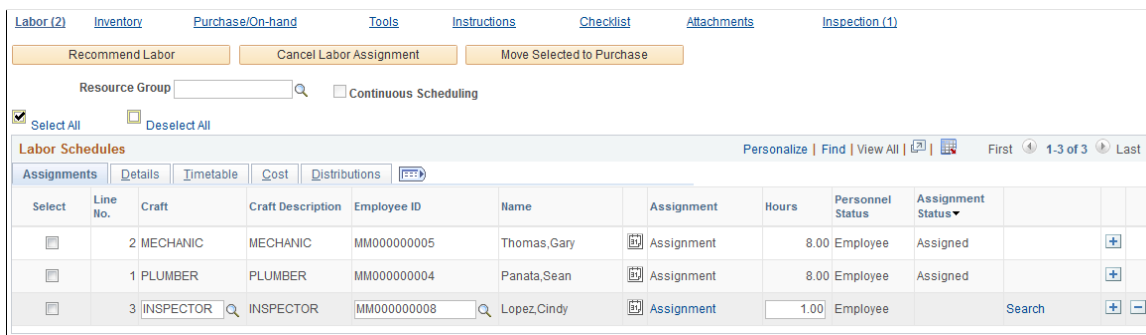 Labor (2) Inventory Purchase/On-hand Tools Instructions Checklist Attachments Inspection (1)
Recommend Labor Cancel Labor Assignment Move Selected to Purchase
Resource Group Continuous Scheduling
Select All Deselect All
Labor Schedules Personalize | Find | View All | | First 1-3 of 3 Last
Assignments Details Timetable Cost Distributions
Select Line No. Craft Craft Description Employee ID Name Assignment Hours Personnel Status Assignment Status
2 MECHANIC MECHANIC MM000000005 Thomas,Gary Assignment 8.00 Employee Assigned
1 PLUMBER PLUMBER MM000000004 Panata,Sean Assignment 8.00 Employee Assigned
3 INSPECTOR INSPECTOR MM000000008 Lopez,Cindy Assignment 1.00 Employee Search